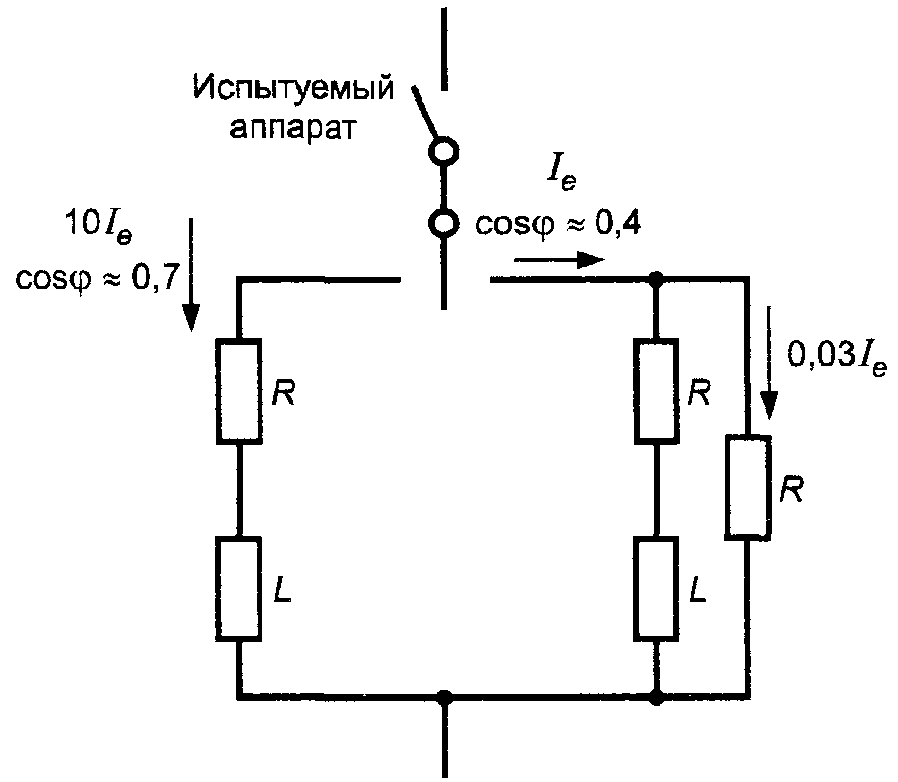 Испытуемый
аппарат
I_e
cosφ ≈ 0,4
10I_e
cosφ ≈ 0,7
0,03I_e
R
R
R
L
L